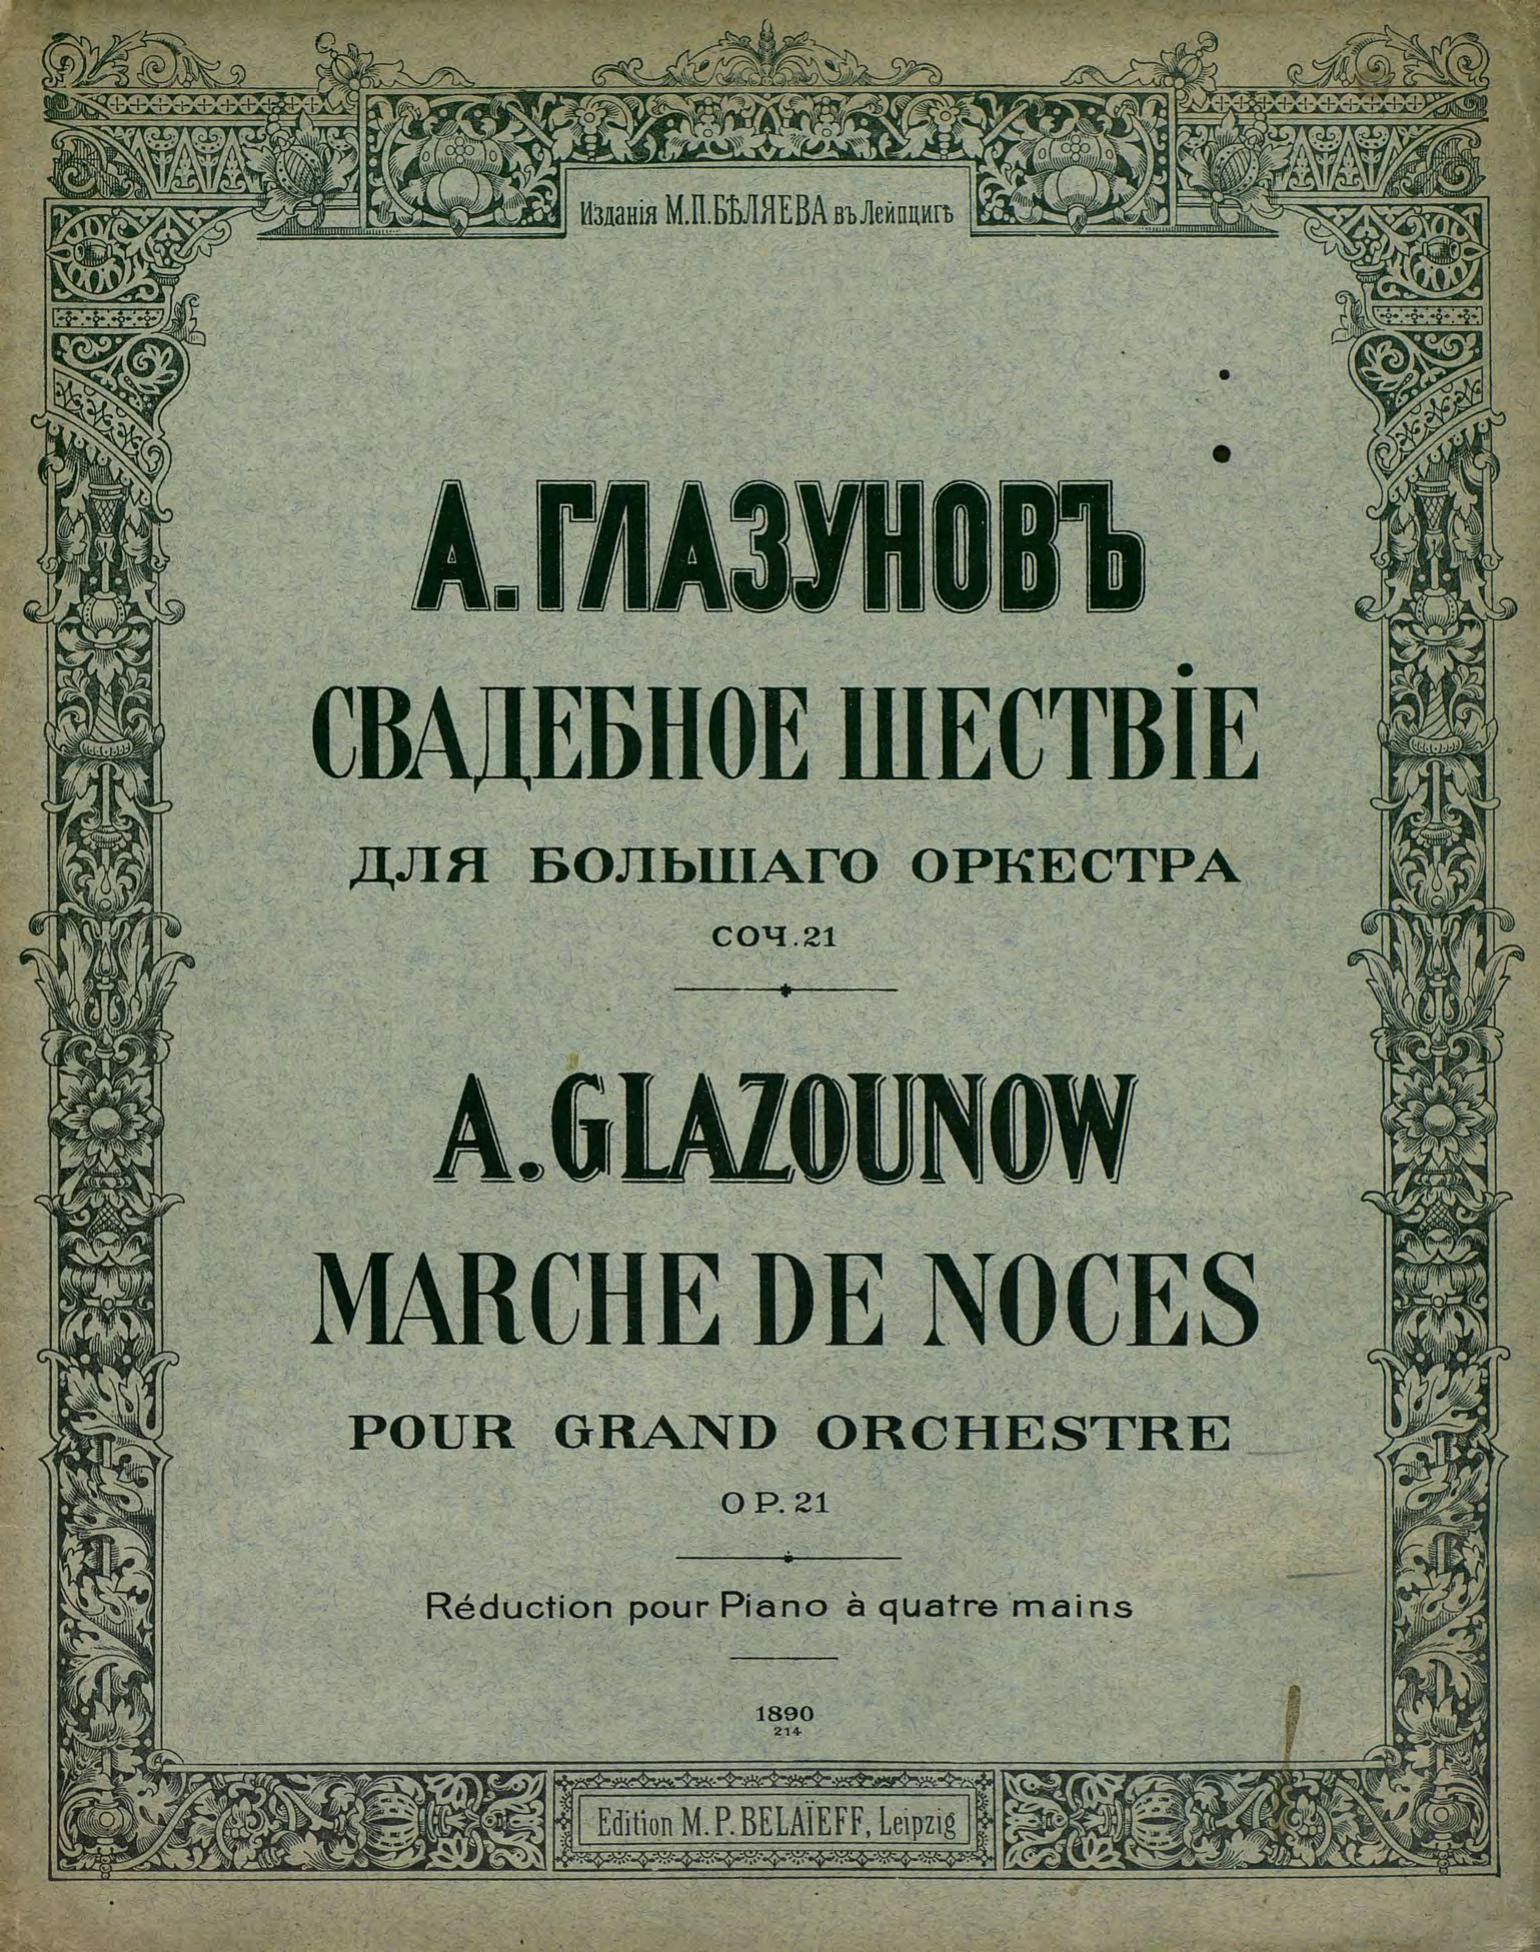 Изданія М.П.БѢЛЯЕВА въ Лейпцигѣ
А.ГЛАЗУНОВЪ
СВАДЕБНОЕ ШЕСТВІЕ
ДЛЯ БОЛЬШАГО ОРКЕСТРА
СОЧ.21
A.GLAZOUNOW
MARCHE DE NOCES
POUR GRAND ORCHESTRE
OP.21
Réduction pour Piano à quatre mains
1890
214
Edition M.P.BELAÏEFF, Leipzig